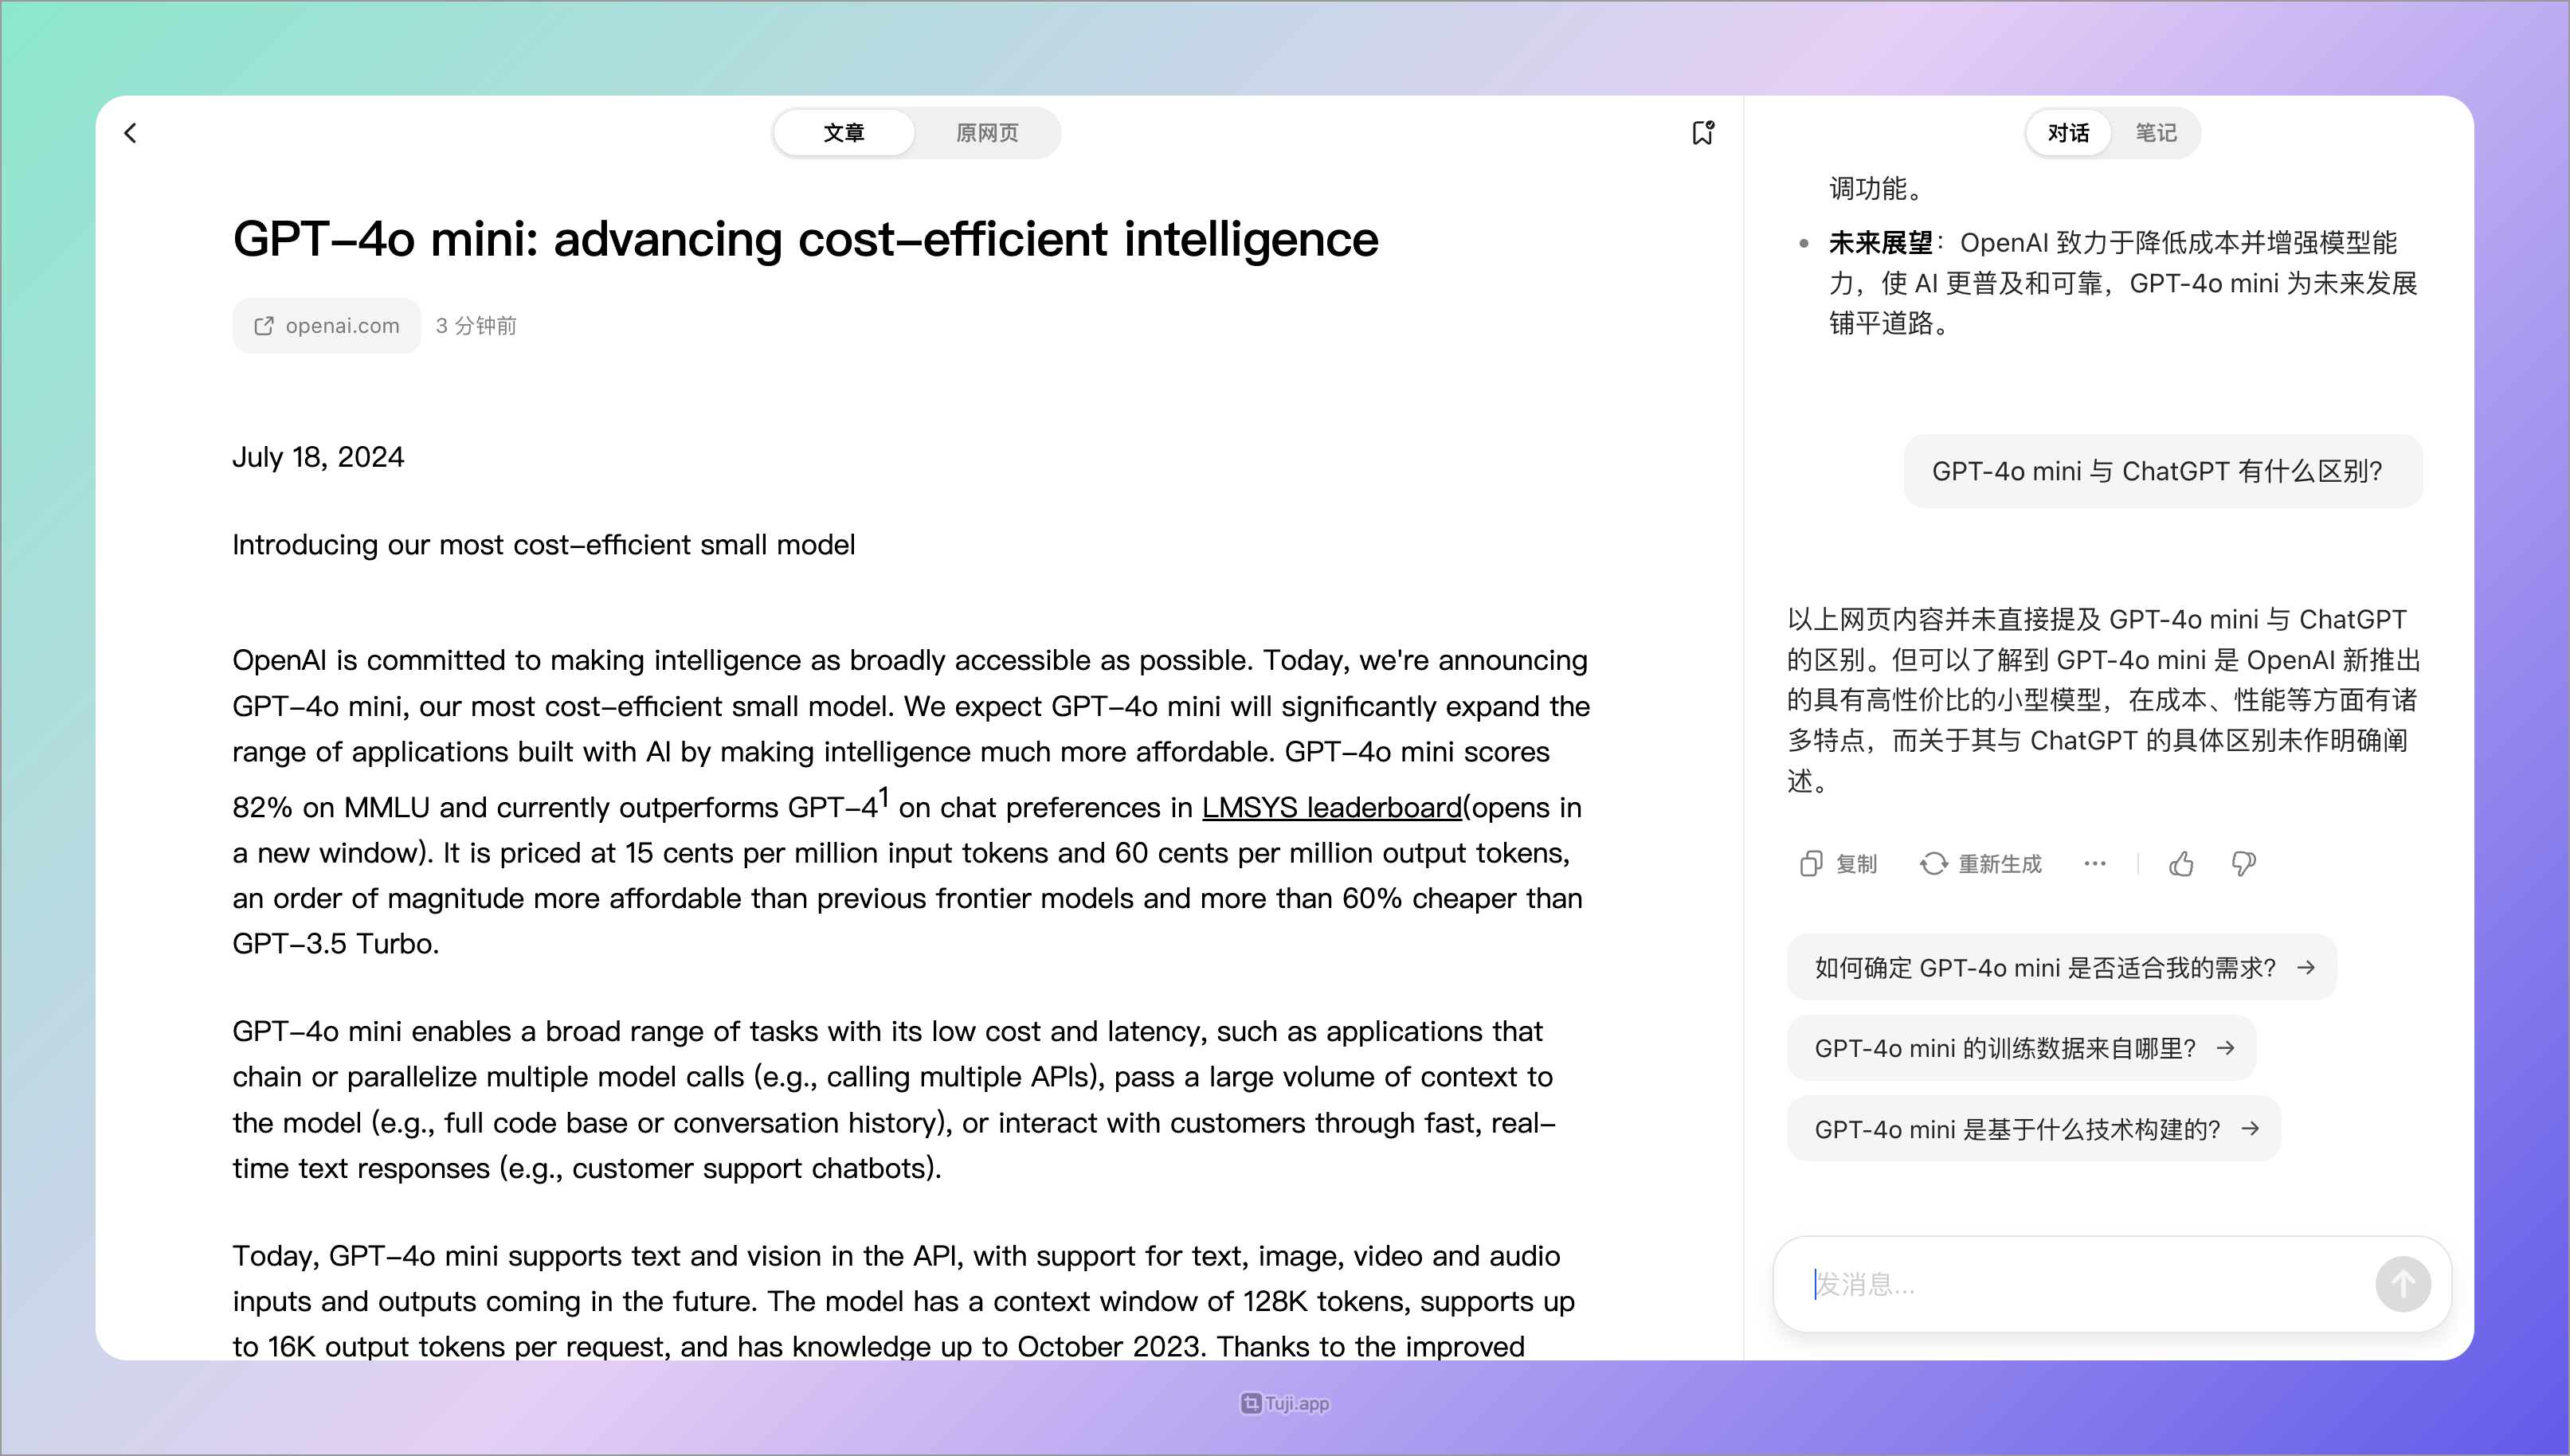 文章
原网页
GPT-4o mini: advancing cost-efficient intelligence
openai.com
3 分钟前
July 18, 2024
Introducing our most cost-efficient small model
OpenAI is committed to making intelligence as broadly accessible as possible. Today, we're announcing
GPT-4o mini, our most cost-efficient small model. We expect GPT-4o mini will significantly expand the
range of applications built with AI by making intelligence much more affordable. GPT-4o mini scores
82% on MMLU and currently outperforms GPT-4¹ on chat preferences in LMSYS leaderboard(opens in
a new window). It is priced at 15 cents per million input tokens and 60 cents per million output tokens,
an order of magnitude more affordable than previous frontier models and more than 60% cheaper than
GPT-3.5 Turbo.
GPT-4o mini enables a broad range of tasks with its low cost and latency, such as applications that
chain or parallelize multiple model calls (e.g., calling multiple APIs), pass a large volume of context to
the model (e.g., full code base or conversation history), or interact with customers through fast, real-
time text responses (e.g., customer support chatbots).
Today, GPT-4o mini supports text and vision in the API, with support for text, image, video and audio
inputs and outputs coming in the future. The model has a context window of 128K tokens, supports up
to 16K output tokens per request, and has knowledge up to October 2023. Thanks to the improved
对话
笔记
调功能。
• 未来展望：OpenAI 致力于降低成本并增强模型能
力，使 AI 更普及和可靠，GPT-4o mini 为未来发展
铺平道路。
GPT-4o mini 与 ChatGPT 有什么区别?
以上网页内容并未直接提及 GPT-4o mini 与 ChatGPT
的区别。但可以了解到 GPT-4o mini 是 OpenAI 新推出
的具有高性价比的小型模型，在成本、性能等方面有诸
多特点，而关于其与 ChatGPT 的具体区别未作明确阐
述。
复制
重新生成
如何确定 GPT-4o mini 是否适合我的需求? →
GPT-4o mini 的训练数据来自哪里? →
GPT-4o mini 是基于什么技术构建的? →
发消息...
Tuji.app